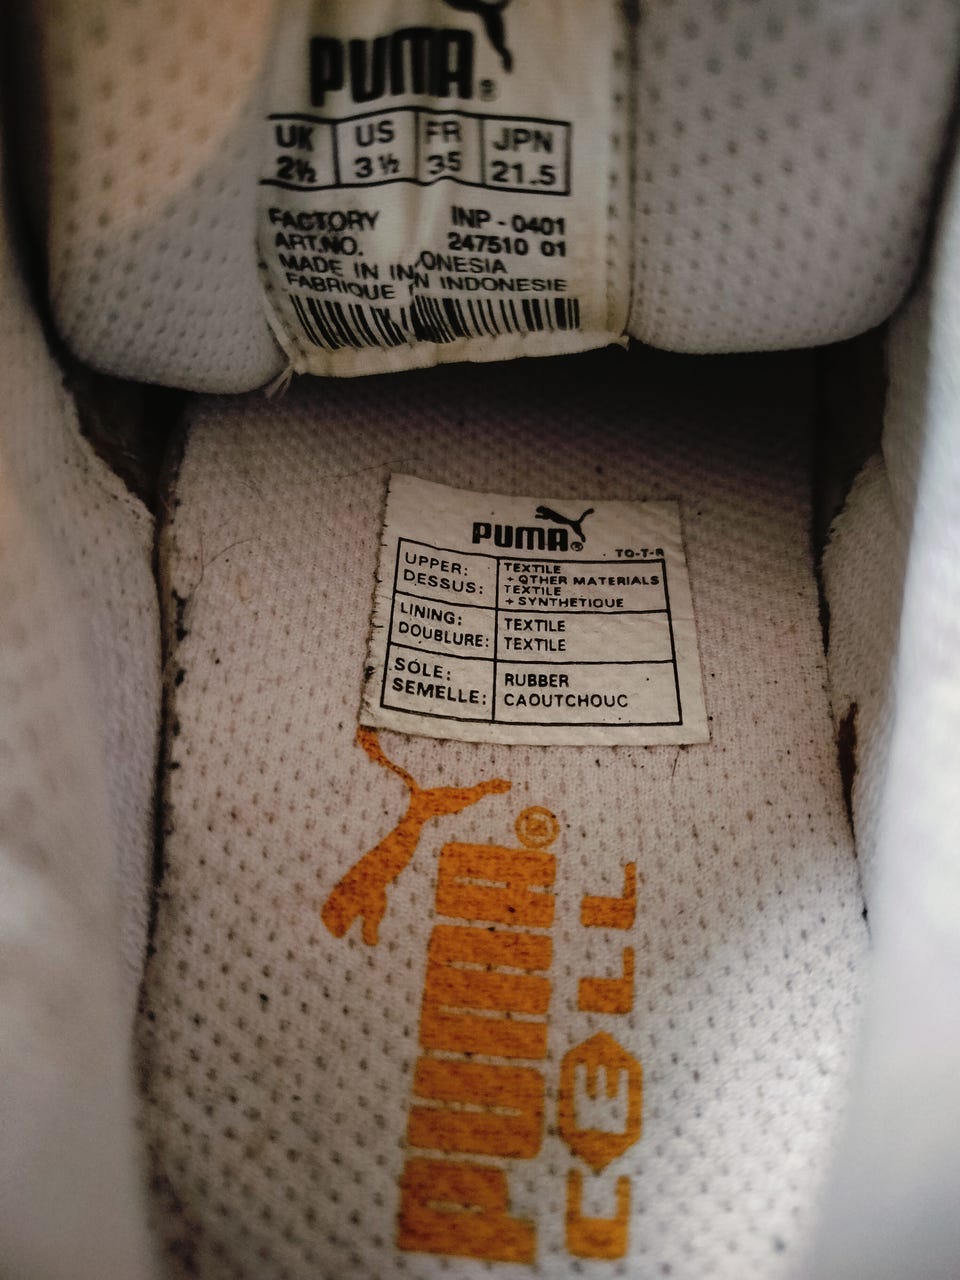 PUMA®
UK US FR JPN
2½ 3½ 35 21.5
FACTORY INP - 0401
ART.NO. 247510 01
MADE IN INDONESIA
FABRIQUE IN INDONESIE
PUMA®
TO-T-R
UPPER: TEXTILE
+ OTHER MATERIALS
DESSUS: TEXTILE
+ SYNTHETIQUE
LINING: TEXTILE
DOUBLURE: TEXTILE
SOLE: RUBBER
SEMELLE: CAOUTCHOUC
PUMA®
CELL